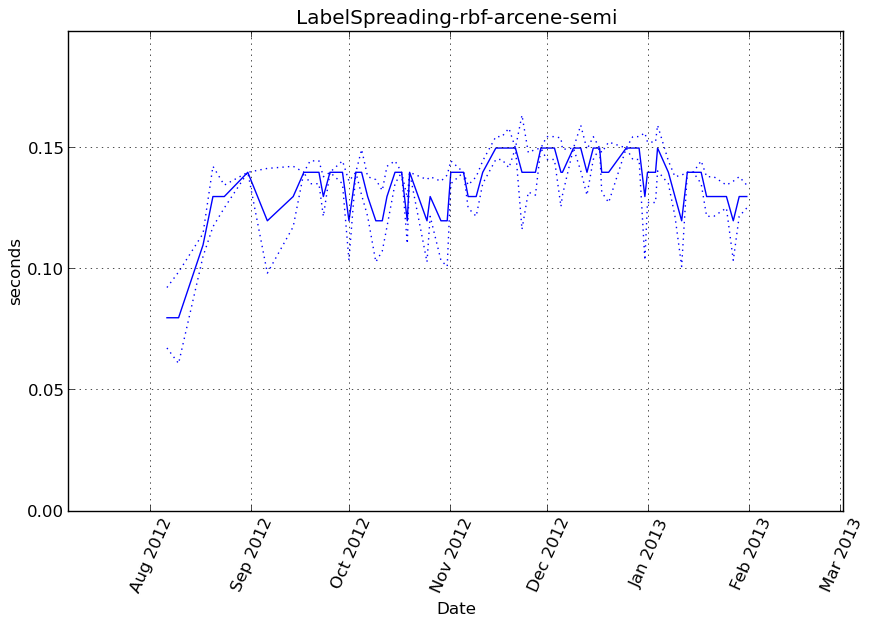 LabelSpreading-rbf-arcene-semi
seconds
0.15
0.10
0.05
0.00
Aug 2012
Sep 2012
Oct 2012
Nov 2012
Dec 2012
Jan 2013
Feb 2013
Mar 2013
Date